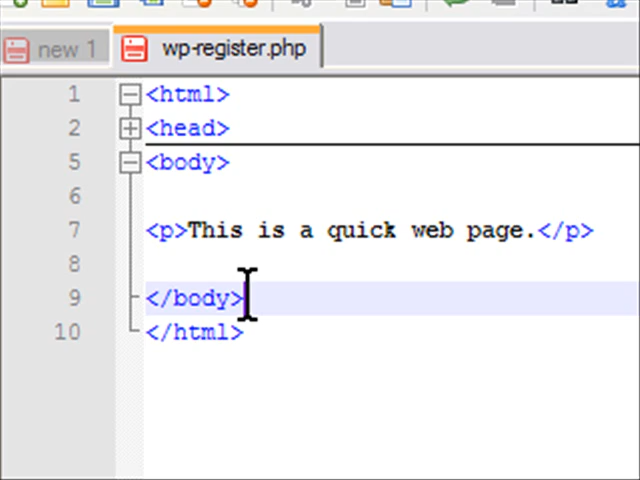 new 1
wp-register.php
1 <html>
2 <head>
5 <body>
6
7 <p>This is a quick web page.</p>
8
9 </body>
10 </html>